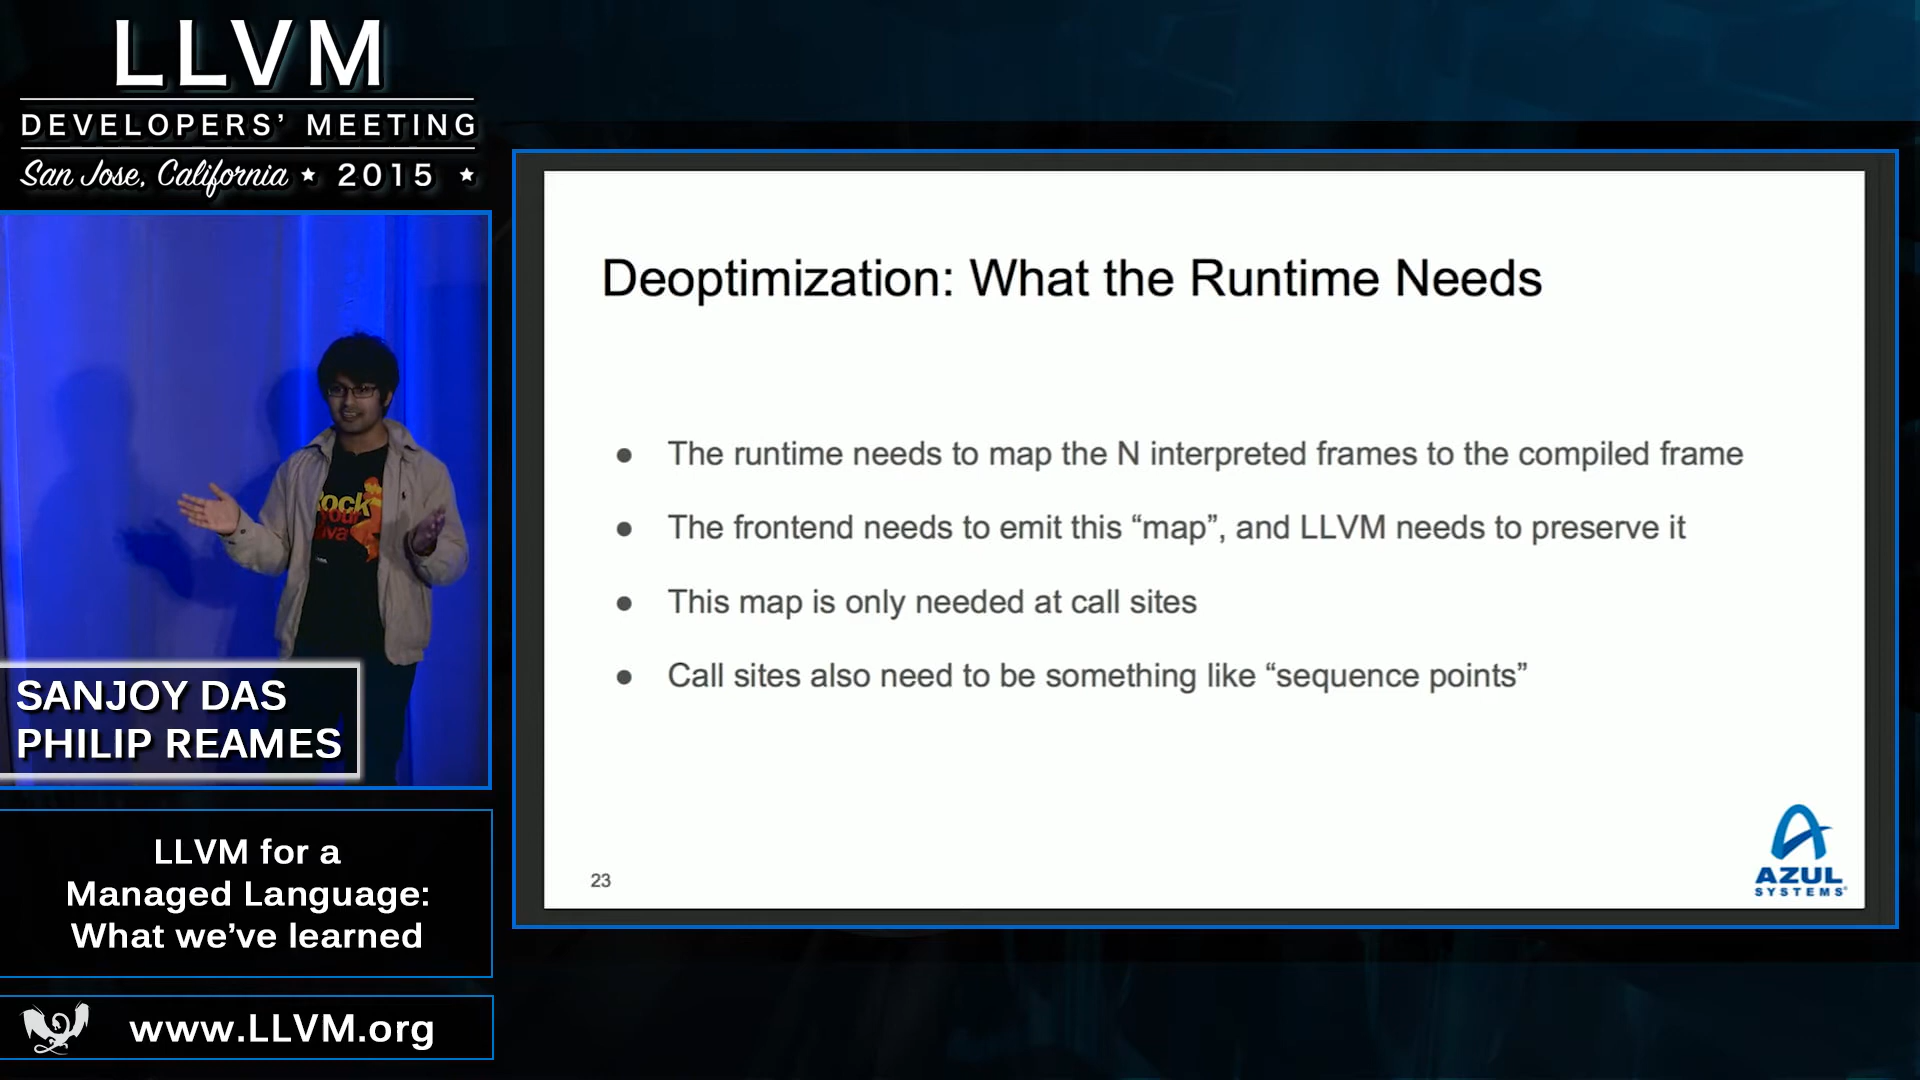 LLVM
DEVELOPERS’ MEETING
San Jose, California ★ 2015 ★
Deoptimization: What the Runtime Needs
● The runtime needs to map the N interpreted frames to the compiled frame
● The frontend needs to emit this “map”, and LLVM needs to preserve it
● This map is only needed at call sites
● Call sites also need to be something like “sequence points”
23
AZUL
SYSTEMS
SANJOY DAS
PHILIP REAMES
LLVM for a
Managed Language:
What we’ve learned
www.LLVM.org